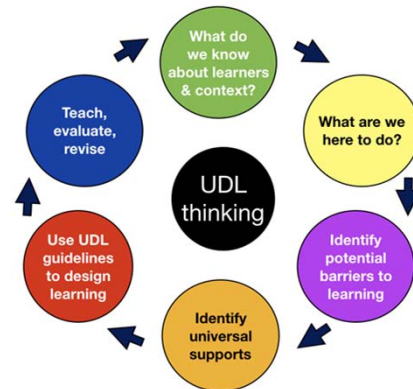 What do
we know
about learners
& context?
What are we
here to do?
Identify
potential
barriers to
learning
Identify
universal
supports
Use UDL
guidelines
to design
learning
Teach,
evaluate,
revise
UDL
thinking